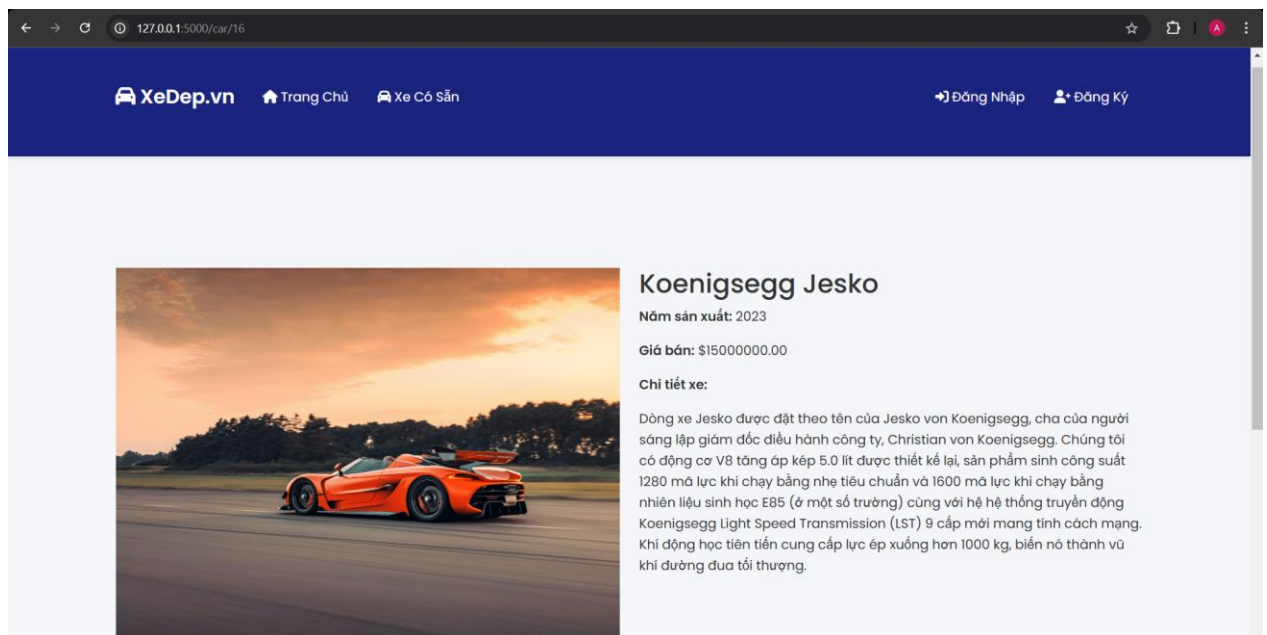 127.0.0.1:5000/car/16
A
XeDep.vn Trang Chủ Xe Có Sẵn Đăng Nhập Đăng Ký
Koenigsegg Jesko
Năm sản xuất: 2023
Giá bán: $15000000.00
Chi tiết xe:
Dòng xe Jesko được đặt theo tên của Jesko von Koenigsegg, cha của người
sáng lập giám đốc điều hành công ty, Christian von Koenigsegg. Chúng tôi
có động cơ V8 tăng áp kép 5.0 lít được thiết kế lại, sản phẩm sinh công suất
1280 mã lực khi chạy bằng nhẹ tiêu chuẩn và 1600 mã lực khi chạy bằng
nhiên liệu sinh học E85 (ở một số trường) cùng với hệ hệ thống truyền động
Koenigsegg Light Speed Transmission (LST) 9 cấp mới mang tính cách mạng.
Khí động học tiên tiến cung cấp lực ép xuống hơn 1000 kg, biến nó thành vũ
khí đường đua tối thượng.